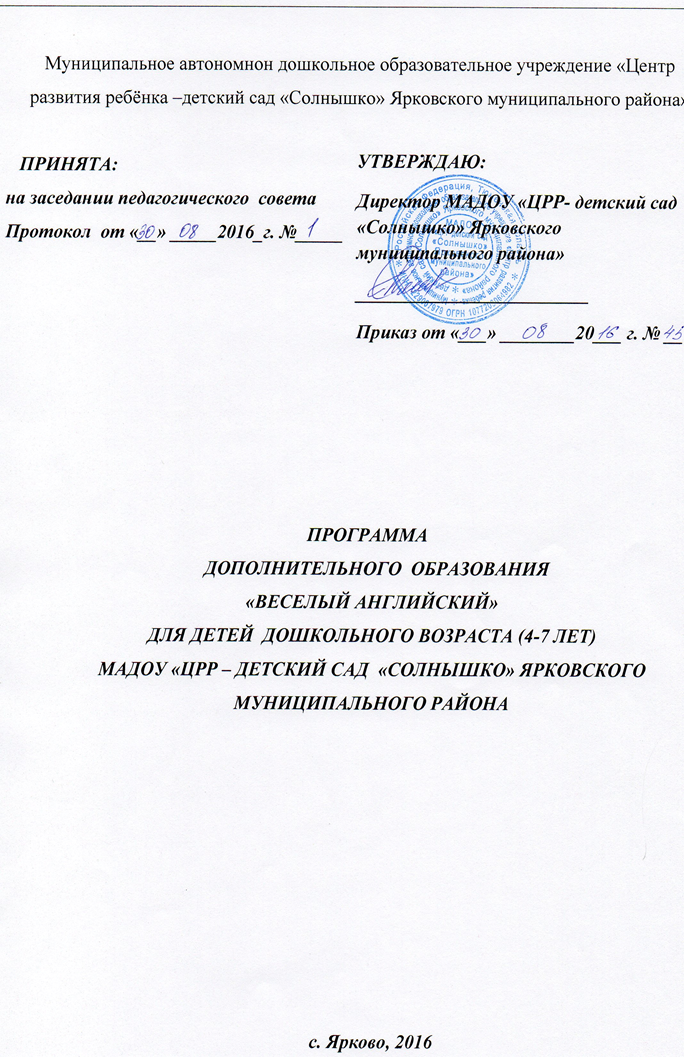 Муниципальное автономнон дошкольное образовательное учреждение «Центр
развития ребёнка –детский сад «Солнышко» Ярковского муниципального района»
ПРИНЯТА:
на заседании педагогического совета
Протокол от «30» 08 2016_г. № 1
УТВЕРЖДАЮ:
Директор МАДОУ «ЦРР- детский сад
«Солнышко» Ярковского
муниципального района»
Приказ от «30» 08 2016 г. № 45
ПРОГРАММА
ДОПОЛНИТЕЛЬНОГО ОБРАЗОВАНИЯ
«ВЕСЕЛЫЙ АНГЛИЙСКИЙ»
ДЛЯ ДЕТЕЙ ДОШКОЛЬНОГО ВОЗРАСТА (4-7 ЛЕТ)
МАДОУ «ЦРР – ДЕТСКИЙ САД «СОЛНЫШКО» ЯРКОВСКОГО
МУНИЦИПАЛЬНОГО РАЙОНА
с. Ярково, 2016